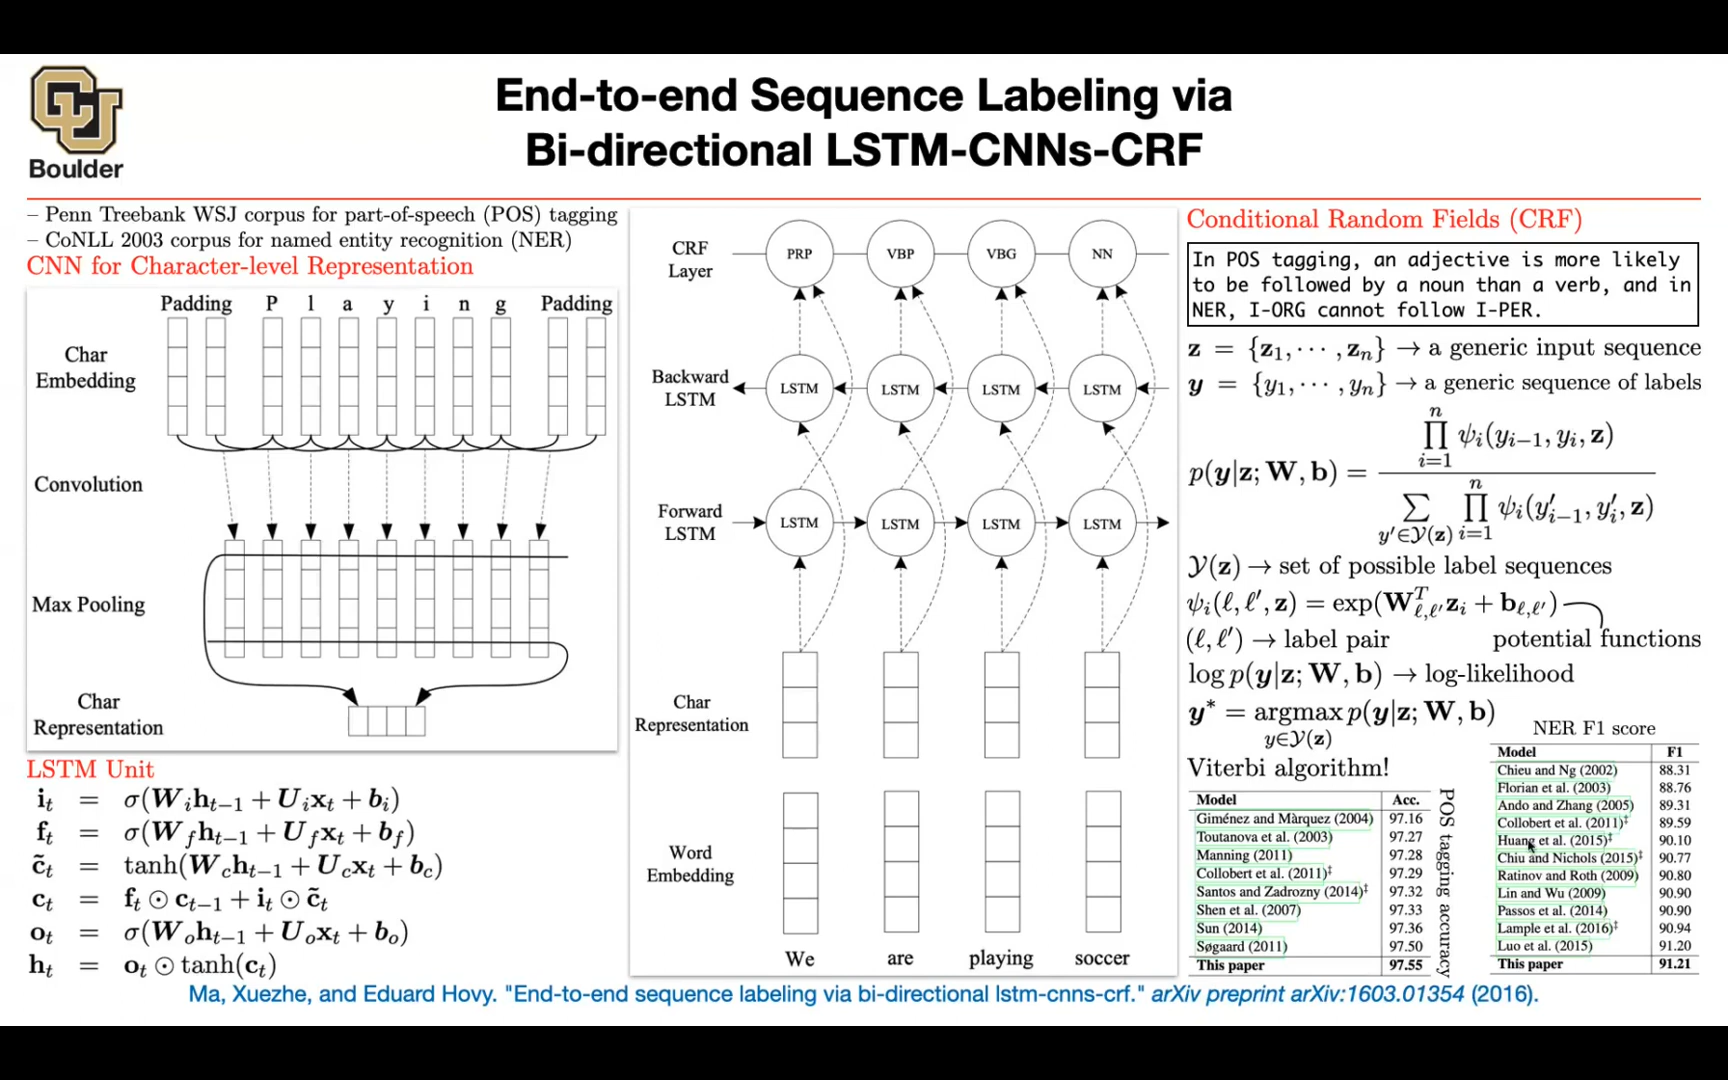 Boulder
End-to-end Sequence Labeling via
Bi-directional LSTM-CNNs-CRF
– Penn Treebank WSJ corpus for part-of-speech (POS) tagging
– CoNLL 2003 corpus for named entity recognition (NER)
CNN for Character-level Representation
Padding P l a y i n g Padding
Char
Embedding
Convolution
Max Pooling
Char
Representation
LSTM Unit
i_t = σ(W_i h_{t−1} + U_i x_t + b_i)
f_t = σ(W_f h_{t−1} + U_f x_t + b_f)
c̃_t = tanh(W_c h_{t−1} + U_c x_t + b_c)
c_t = f_t ⊙ c_{t−1} + i_t ⊙ c̃_t
o_t = σ(W_o h_{t−1} + U_o x_t + b_o)
h_t = o_t ⊙ tanh(c_t)
CRF
Layer
PRP VBP VBG NN
Backward
LSTM
LSTM LSTM LSTM LSTM
Forward
LSTM
LSTM LSTM LSTM LSTM
Char
Representation
Word
Embedding
We are playing soccer
Conditional Random Fields (CRF)
In POS tagging, an adjective is more likely
to be followed by a noun than a verb, and in
NER, I-ORG cannot follow I-PER.
z = {z_1, ⋯ , z_n} → a generic input sequence
y = {y_1, ⋯ , y_n} → a generic sequence of labels
p(y|z; W, b) = ∏_{i=1}^{n} ψ_i(y_{i−1}, y_i, z) / ∑_{y′∈𝒴(z)} ∏_{i=1}^{n} ψ_i(y′_{i−1}, y′_i, z)
𝒴(z) → set of possible label sequences
ψ_i(ℓ, ℓ′, z) = exp(W^T_{ℓ,ℓ′} z_i + b_{ℓ,ℓ′})
(ℓ, ℓ′) → label pair potential functions
log p(y|z; W, b) → log-likelihood
y* = argmax_{y∈𝒴(z)} p(y|z; W, b)
Viterbi algorithm!
Model Acc.
Giménez and Màrquez (2004) 97.16
Toutanova et al. (2003) 97.27
Manning (2011) 97.28
Collobert et al. (2011)‡ 97.29
Santos and Zadrozny (2014)‡ 97.32
Shen et al. (2007) 97.33
Sun (2014) 97.36
Søgaard (2011) 97.50
This paper 97.55
POS tagging accuracy
NER F1 score
Model F1
Chieu and Ng (2002) 88.31
Florian et al. (2003) 88.76
Ando and Zhang (2005) 89.31
Collobert et al. (2011)‡ 89.59
Huang et al. (2015)‡ 90.10
Chiu and Nichols (2015)‡ 90.77
Ratinov and Roth (2009) 90.80
Lin and Wu (2009) 90.90
Passos et al. (2014) 90.90
Lample et al. (2016)‡ 90.94
Luo et al. (2015) 91.20
This paper 91.21
Ma, Xuezhe, and Eduard Hovy. "End-to-end sequence labeling via bi-directional lstm-cnns-crf." arXiv preprint arXiv:1603.01354 (2016).